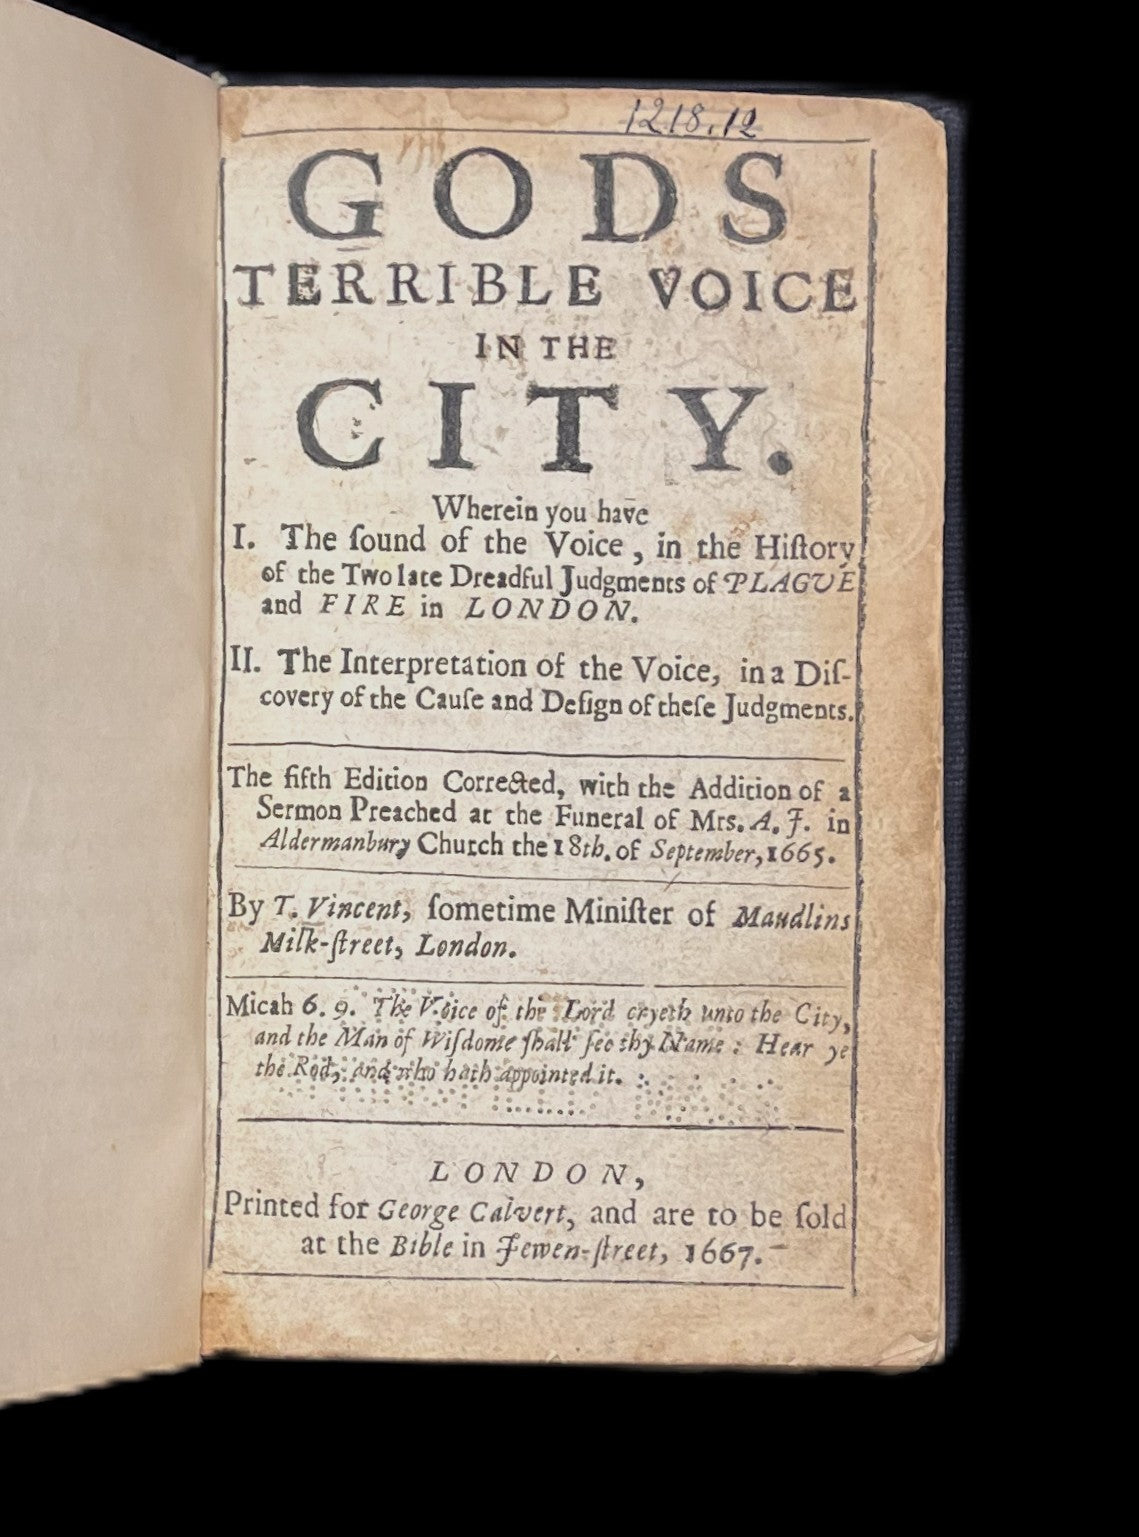 1218.12
GODS
TERRIBLE VOICE
IN THE
CITY.
Wherein you have
I. The ſound of the Voice, in the Hiſtory
of the Two late Dreadful Judgments of PLAGUE
and FIRE in LONDON.
II. The Interpretation of the Voice, in a Diſ-
covery of the Cauſe and Deſign of theſe Judgments.
The fifth Edition Corrected, with the Addition of a
Sermon Preached at the Funeral of Mrs. A. J. in
Aldermanbury Church the 18th. of September, 1665.
By T. Vincent, ſometime Miniſter of Maudlins
Milk-ſtreet, London.
Micah 6. 9. The Voice of the Lord cryeth unto the City,
and the Man of Wiſdome ſhall ſee thy Name: Hear ye
the Rod, and who hath appointed it.
LONDON,
Printed for George Calvert, and are to be ſold
at the Bible in Jewen-ſtreet, 1667.